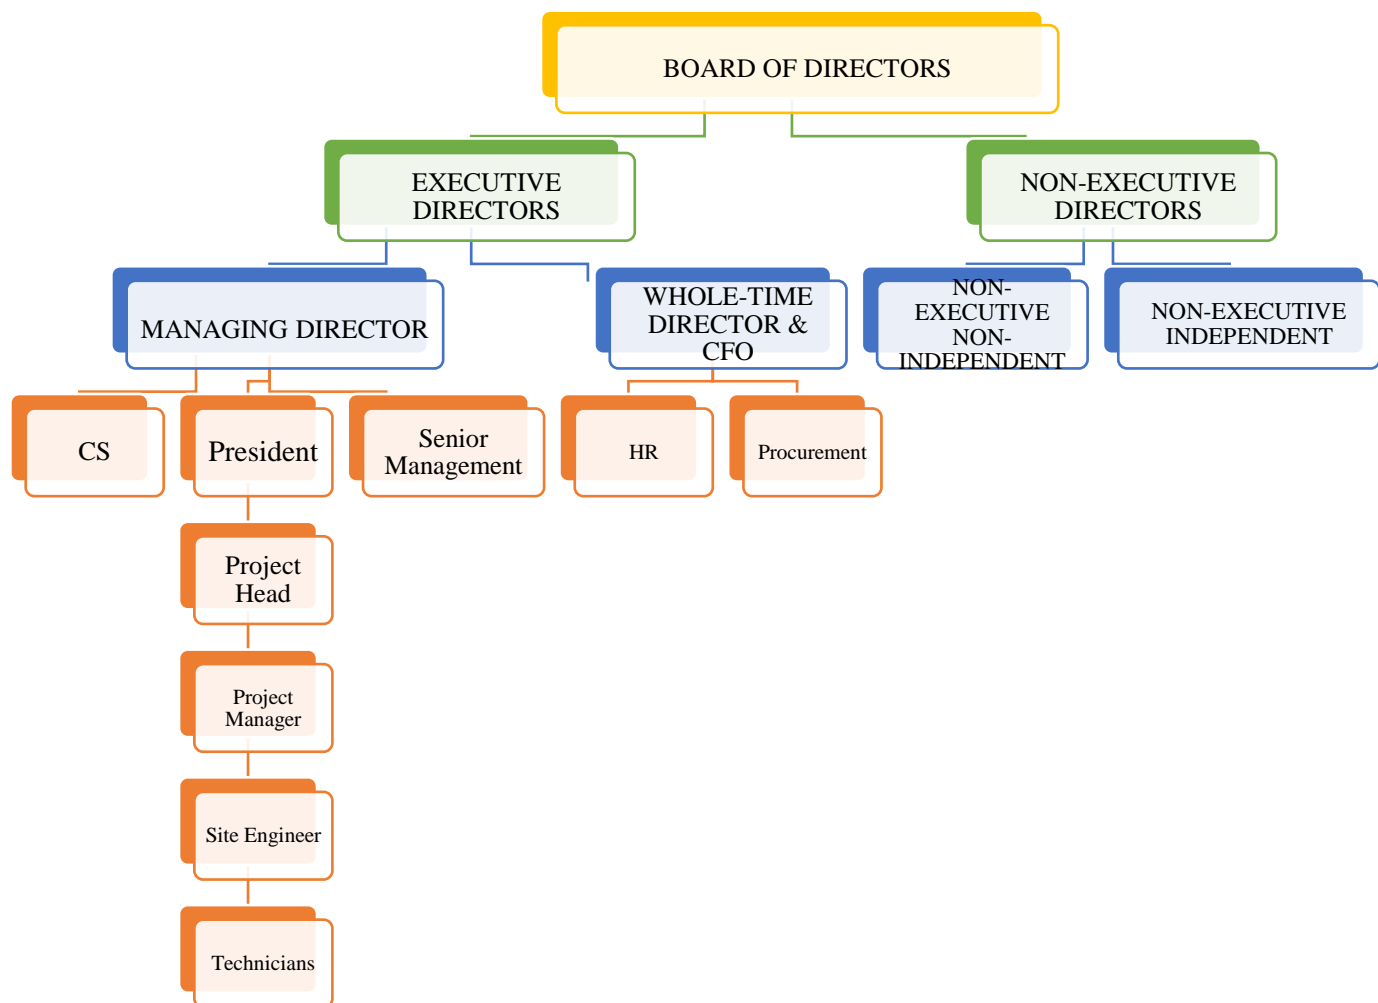 BOARD OF DIRECTORS
EXECUTIVE
DIRECTORS
NON-EXECUTIVE
DIRECTORS
MANAGING DIRECTOR
WHOLE-TIME
DIRECTOR &
CFO
NON-
EXECUTIVE
NON-
INDEPENDENT
NON-EXECUTIVE
INDEPENDENT
CS
President
Senior
Management
HR
Procurement
Project
Head
Project
Manager
Site Engineer
Technicians